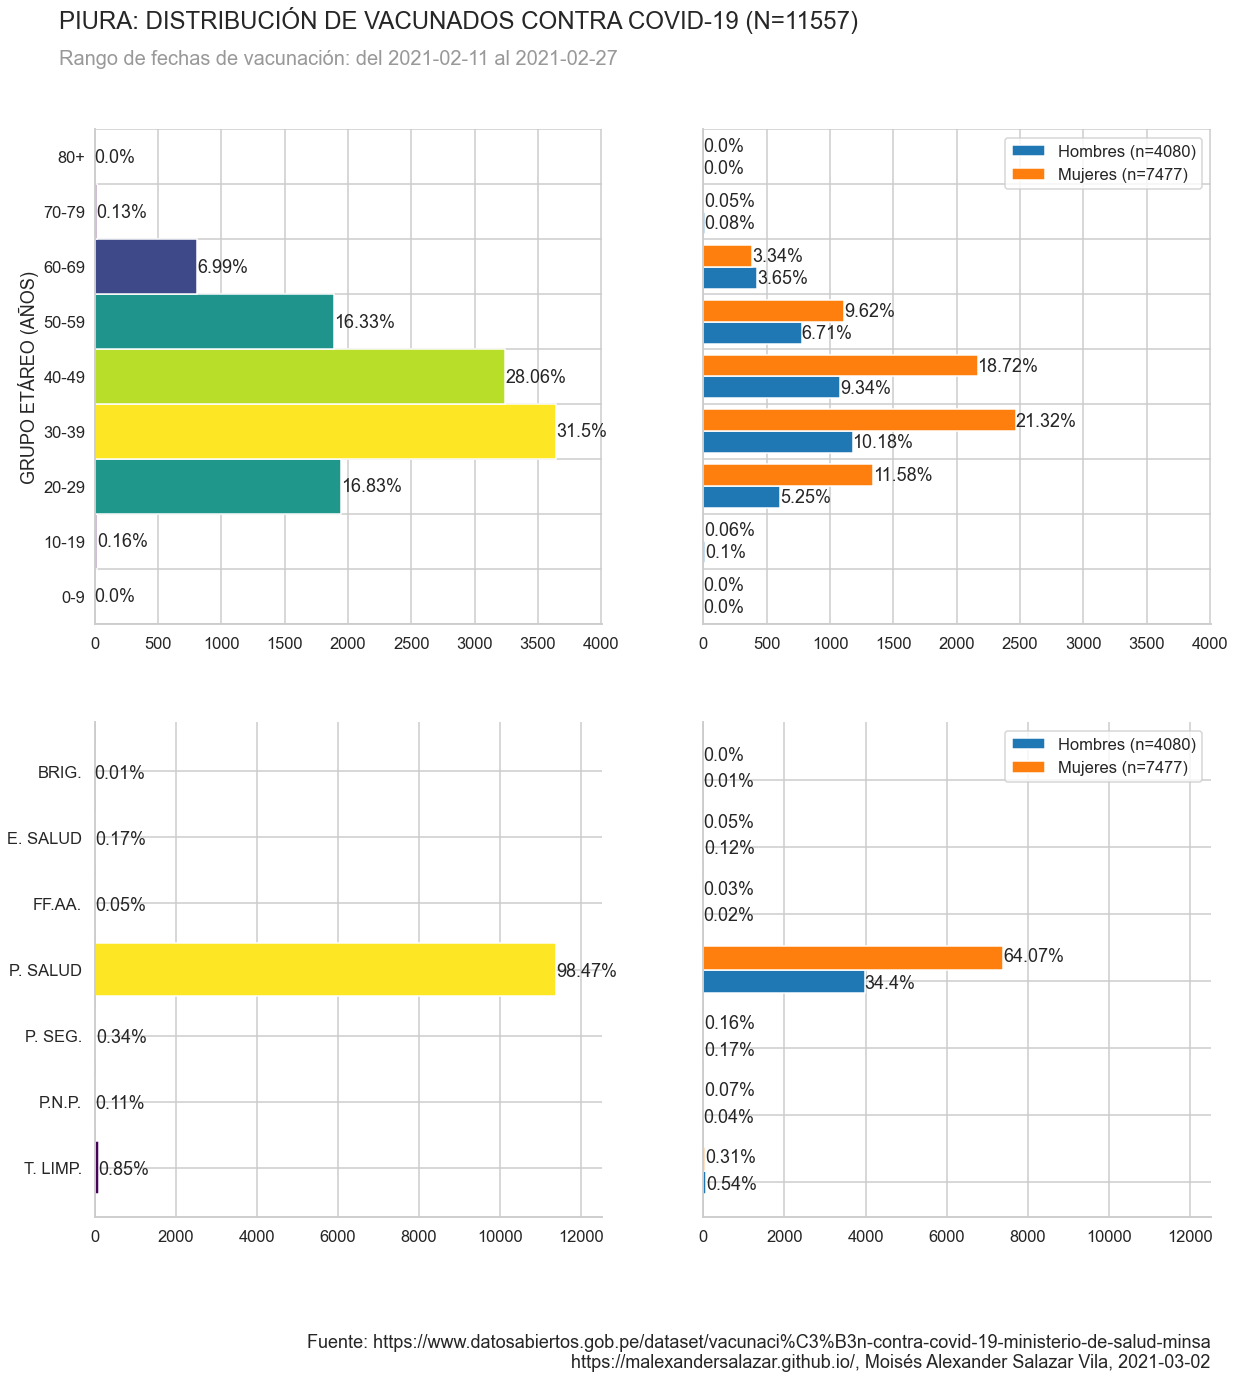 PIURA: DISTRIBUCIÓN DE VACUNADOS CONTRA COVID-19 (N=11557)
Rango de fechas de vacunación: del 2021-02-11 al 2021-02-27
GRUPO ETÁREO (AÑOS)
80+ 0.0%
70-79 0.13%
60-69 6.99%
50-59 16.33%
40-49 28.06%
30-39 31.5%
20-29 16.83%
10-19 0.16%
0-9 0.0%
0 500 1000 1500 2000 2500 3000 3500 4000
Hombres (n=4080)
Mujeres (n=7477)
0.0%
0.0%
0.05%
0.08%
3.34%
3.65%
9.62%
6.71%
18.72%
9.34%
21.32%
10.18%
11.58%
5.25%
0.06%
0.1%
0.0%
0.0%
0 500 1000 1500 2000 2500 3000 3500 4000
BRIG. 0.01%
E. SALUD 0.17%
FF.AA. 0.05%
P. SALUD 98.47%
P. SEG. 0.34%
P.N.P. 0.11%
T. LIMP. 0.85%
0 2000 4000 6000 8000 10000 12000
Hombres (n=4080)
Mujeres (n=7477)
0.0%
0.01%
0.05%
0.12%
0.03%
0.02%
64.07%
34.4%
0.16%
0.17%
0.07%
0.04%
0.31%
0.54%
0 2000 4000 6000 8000 10000 12000
Fuente: https://www.datosabiertos.gob.pe/dataset/vacunaci%C3%B3n-contra-covid-19-ministerio-de-salud-minsa
https://malexandersalazar.github.io/, Moisés Alexander Salazar Vila, 2021-03-02